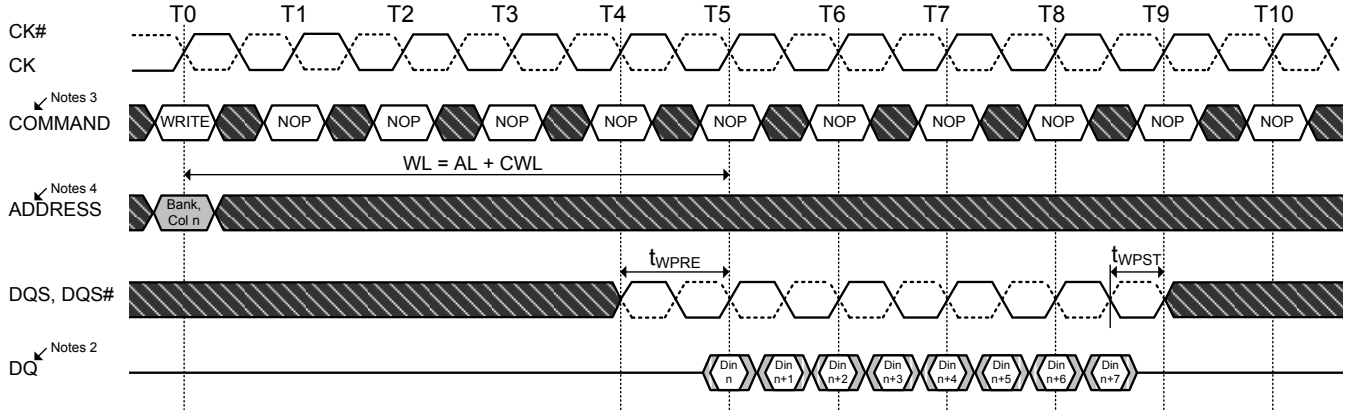 T0 T1 T2 T3 T4 T5 T6 T7 T8 T9 T10
CK#
CK
Notes 3
COMMAND WRITE NOP NOP NOP NOP NOP NOP NOP NOP NOP NOP
WL = AL + CWL
Notes 4
ADDRESS
Bank,
Col n
tWPRE tWPST
DQS, DQS#
Notes 2
DQ
Din Din Din Din Din Din Din Din
n n+1 n+2 n+3 n+4 n+5 n+6 n+7